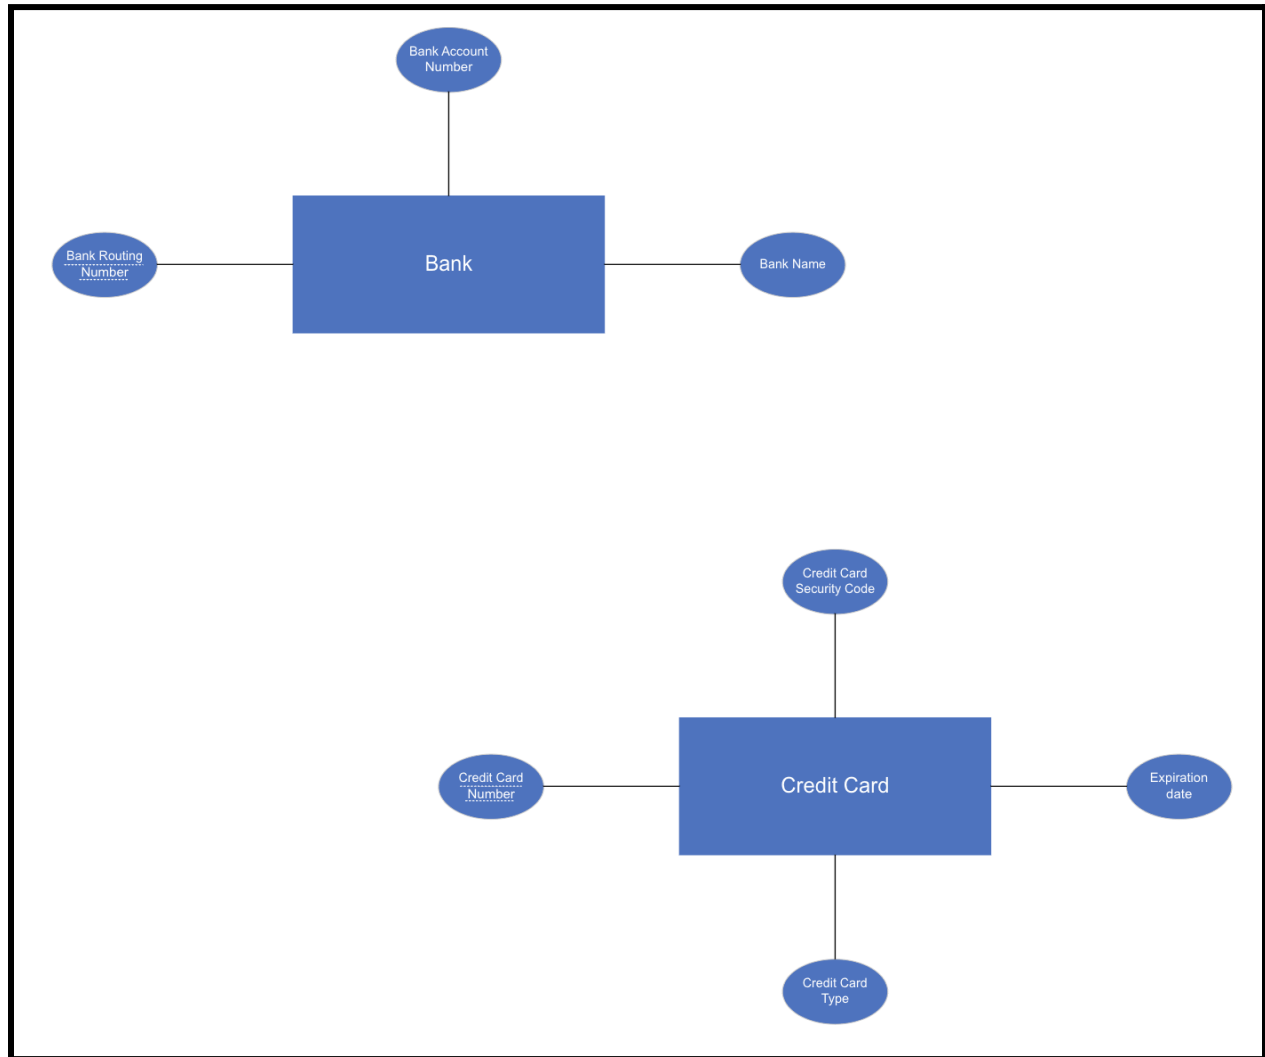 Bank Account
Number
Bank Routing
Number
Bank
Bank Name
Credit Card
Security Code
Credit Card
Number
Credit Card
Expiration
date
Credit Card
Type